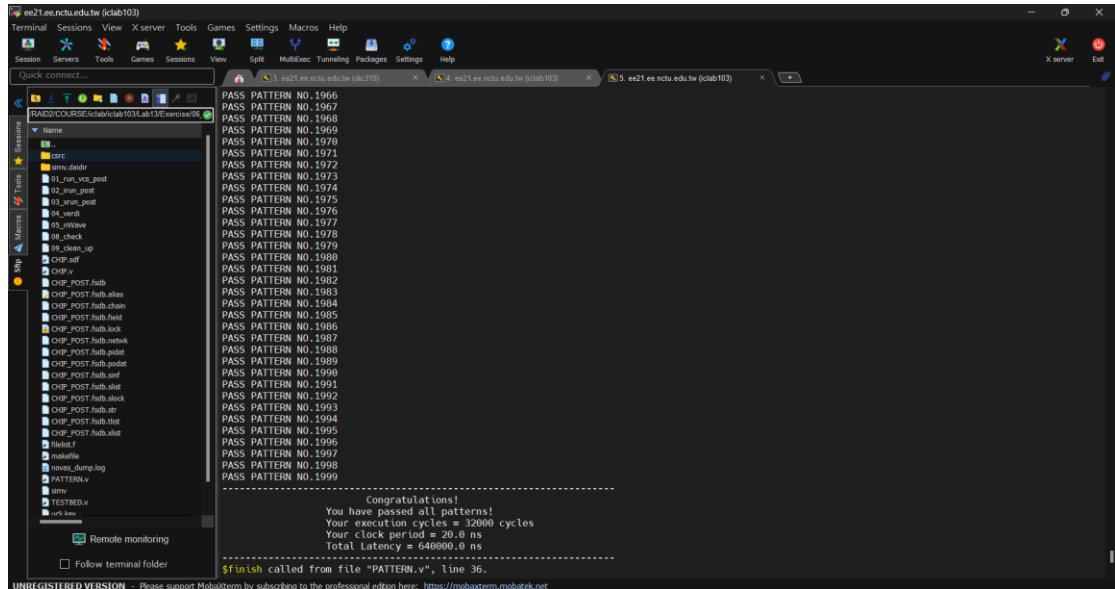 ee21.ee.nctu.edu.tw (iclab103)
Terminal Sessions View X server Tools Games Settings Macros Help
Session Servers Tools Games Sessions View Split MultiExec Tunneling Packages Settings Help X server Exit
Quick connect...
3. ee21.ee.nctu.edu.tw (dic319)
4. ee21.ee.nctu.edu.tw (iclab103)
5. ee21.ee.nctu.edu.tw (iclab103)
Sessions
Tools
Macros
Sftp
/RAID2/COURSE/iclab/iclab103/Lab13/Exercise/06_
Name
..
csrc
simv.daidir
01_run_vcs_post
02_irun_post
03_xrun_post
04_verdi
05_nWave
08_check
09_clean_up
CHIP.sdf
CHIP.v
CHIP_POST.fsdb
CHIP_POST.fsdb.alias
CHIP_POST.fsdb.chain
CHIP_POST.fsdb.field
CHIP_POST.fsdb.lock
CHIP_POST.fsdb.netwk
CHIP_POST.fsdb.pidat
CHIP_POST.fsdb.podat
CHIP_POST.fsdb.sinf
CHIP_POST.fsdb.slist
CHIP_POST.fsdb.slock
CHIP_POST.fsdb.str
CHIP_POST.fsdb.tlist
CHIP_POST.fsdb.xlist
filelist.f
makefile
novas_dump.log
PATTERN.v
simv
TESTBED.v
ucli.key
Remote monitoring
Follow terminal folder
PASS PATTERN NO.1966
PASS PATTERN NO.1967
PASS PATTERN NO.1968
PASS PATTERN NO.1969
PASS PATTERN NO.1970
PASS PATTERN NO.1971
PASS PATTERN NO.1972
PASS PATTERN NO.1973
PASS PATTERN NO.1974
PASS PATTERN NO.1975
PASS PATTERN NO.1976
PASS PATTERN NO.1977
PASS PATTERN NO.1978
PASS PATTERN NO.1979
PASS PATTERN NO.1980
PASS PATTERN NO.1981
PASS PATTERN NO.1982
PASS PATTERN NO.1983
PASS PATTERN NO.1984
PASS PATTERN NO.1985
PASS PATTERN NO.1986
PASS PATTERN NO.1987
PASS PATTERN NO.1988
PASS PATTERN NO.1989
PASS PATTERN NO.1990
PASS PATTERN NO.1991
PASS PATTERN NO.1992
PASS PATTERN NO.1993
PASS PATTERN NO.1994
PASS PATTERN NO.1995
PASS PATTERN NO.1996
PASS PATTERN NO.1997
PASS PATTERN NO.1998
PASS PATTERN NO.1999
----------------------------------------------------------------------
Congratulations!
You have passed all patterns!
Your execution cycles = 32000 cycles
Your clock period = 20.0 ns
Total Latency = 640000.0 ns
----------------------------------------------------------------------
$finish called from file "PATTERN.v", line 36.
UNREGISTERED VERSION - Please support MobaXterm by subscribing to the professional edition here: https://mobaxterm.mobatek.net